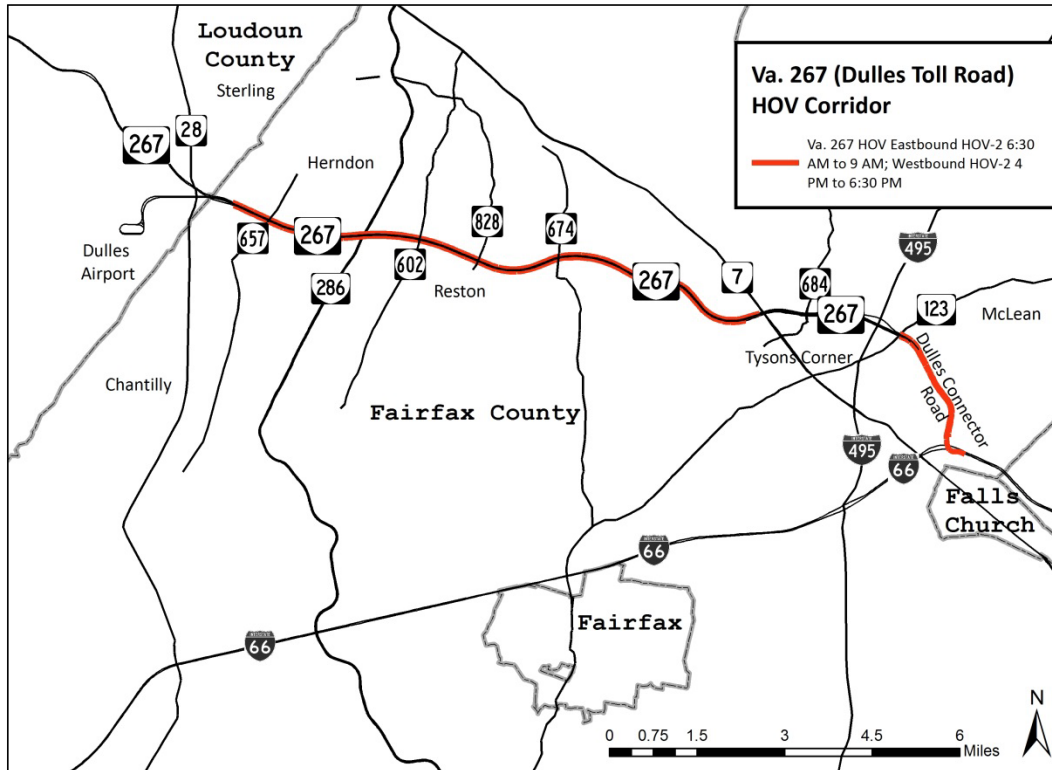 Loudoun
County
Sterling
28
267
Herndon
Va. 267 (Dulles Toll Road)
HOV Corridor
Va. 267 HOV Eastbound HOV-2 6:30
AM to 9 AM; Westbound HOV-2 4
PM to 6:30 PM
657
267
828
674
495
Dulles
Airport
286
602
Reston
267
7
684
267
123
McLean
Tysons Corner
Dulles Connector
Road
Chantilly
Fairfax County
495
66
Falls
Church
66
Fairfax
66
N
0 0.75 1.5 3 4.5 6
Miles